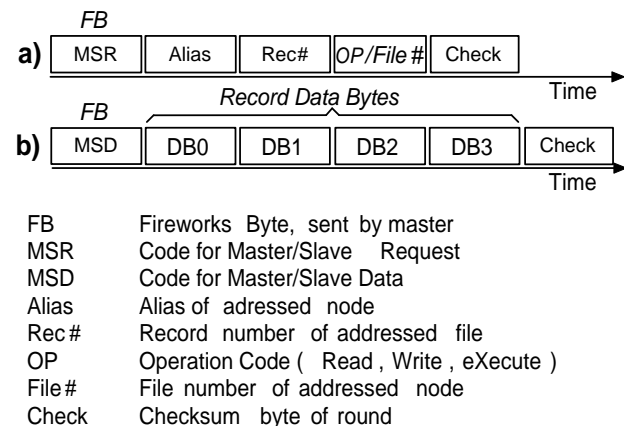 FB
a) MSR Alias Rec# OP/File # Check
Time
FB Record Data Bytes
b) MSD DB0 DB1 DB2 DB3 Check
Time
FB Fireworks Byte, sent by master
MSR Code for Master/Slave Request
MSD Code for Master/Slave Data
Alias Alias of adressed node
Rec # Record number of addressed file
OP Operation Code ( Read , Write , eXecute )
File # File number of addressed node
Check Checksum byte of round